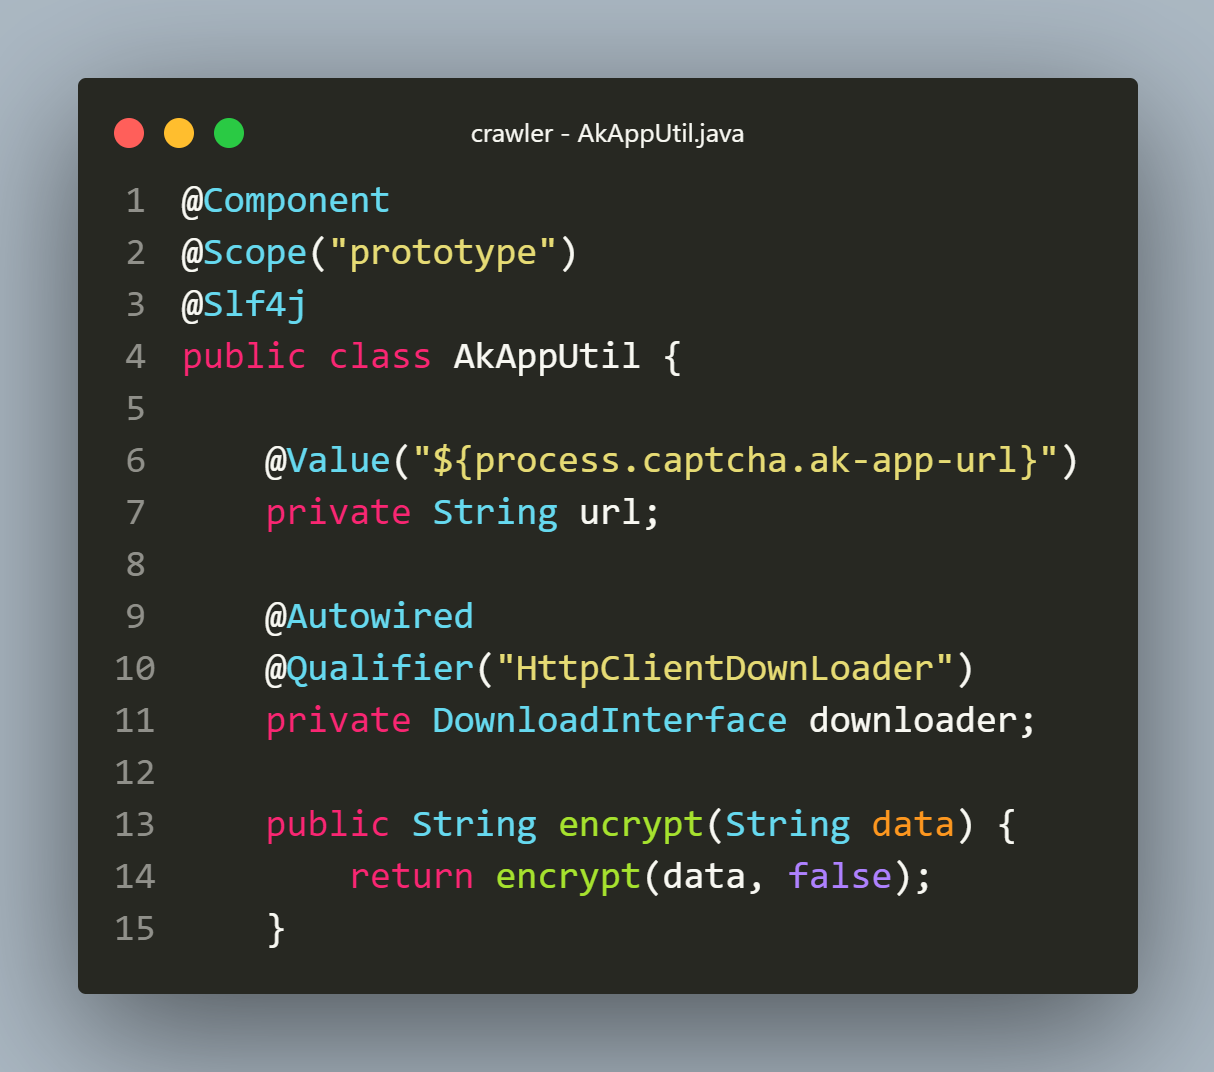 crawler - AkAppUtil.java
1 @Component
2 @Scope("prototype")
3 @Slf4j
4 public class AkAppUtil {
5
6     @Value("${process.captcha.ak-app-url}")
7     private String url;
8
9     @Autowired
10     @Qualifier("HttpClientDownLoader")
11     private DownloadInterface downloader;
12
13     public String encrypt(String data) {
14         return encrypt(data, false);
15     }